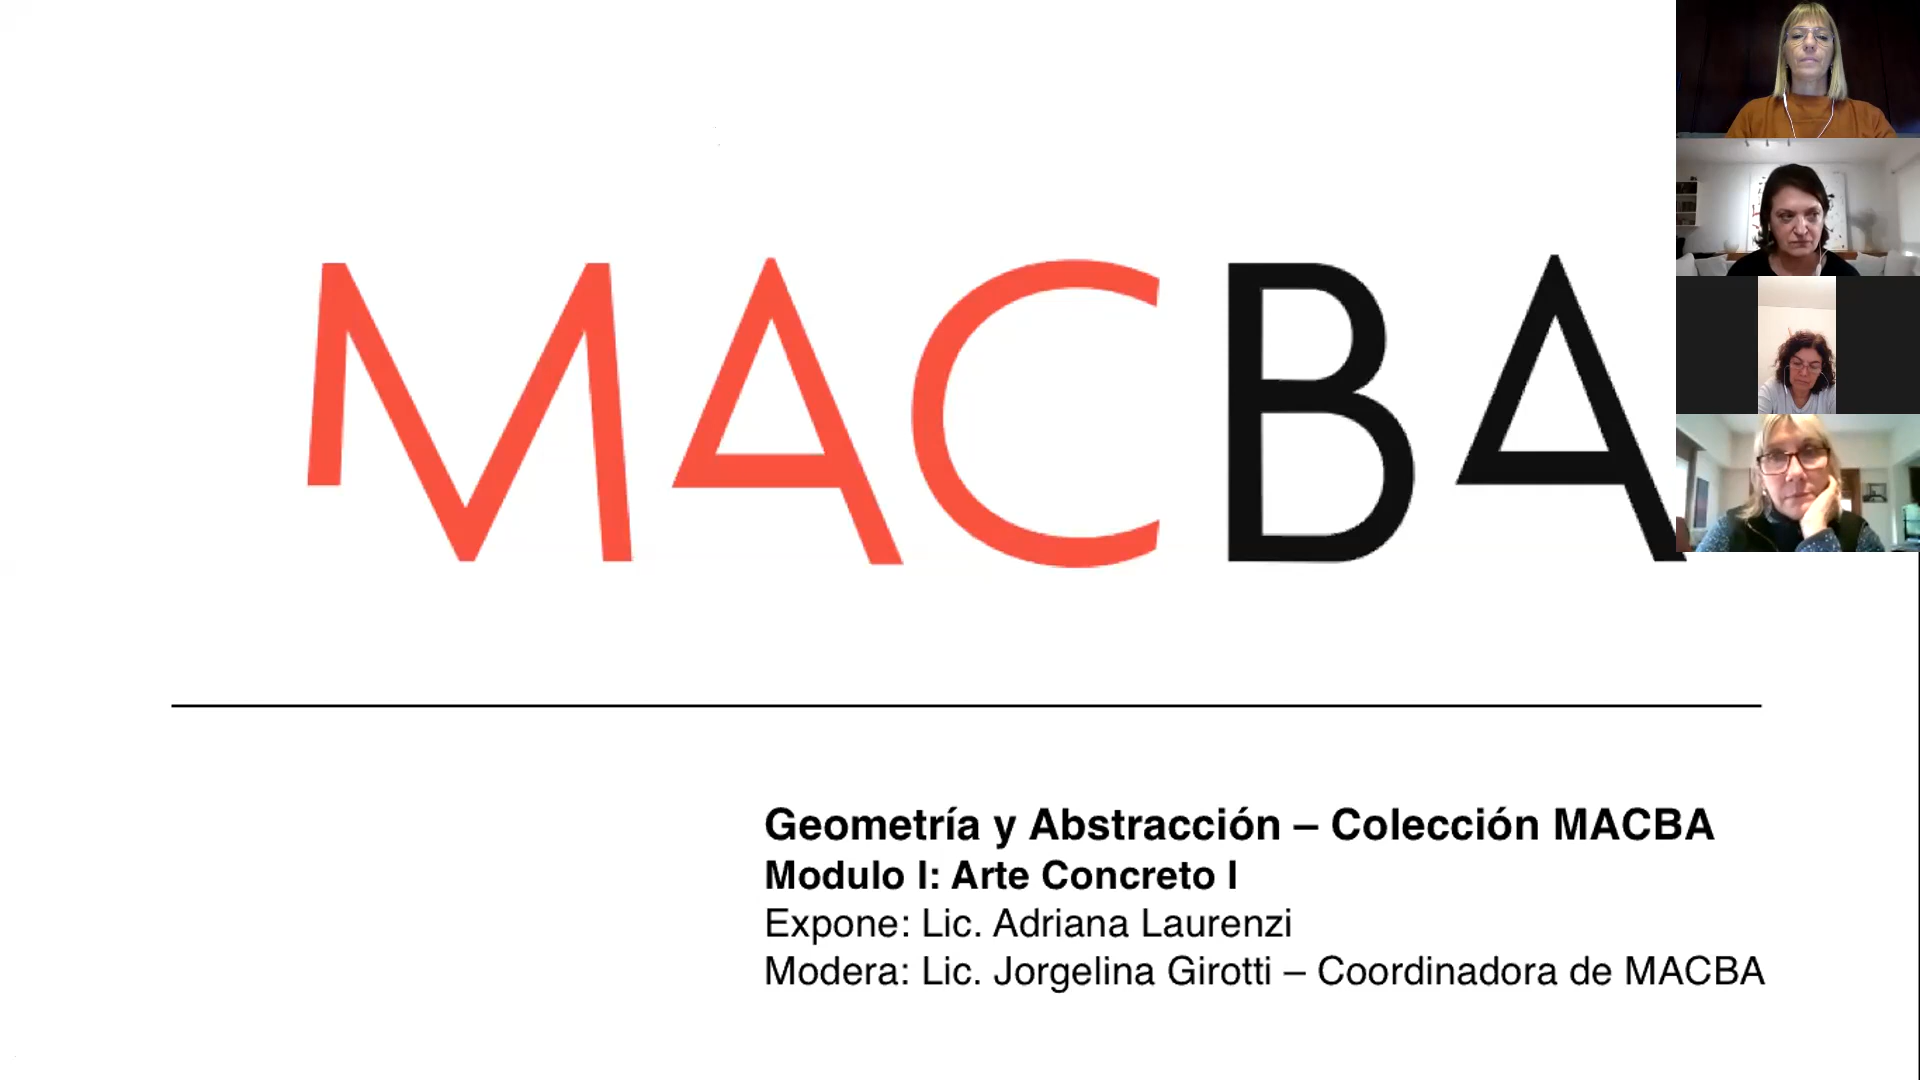 MACBA
Geometría y Abstracción – Colección MACBA
Modulo I: Arte Concreto I
Expone: Lic. Adriana Laurenzi
Modera: Lic. Jorgelina Girotti – Coordinadora de MACBA